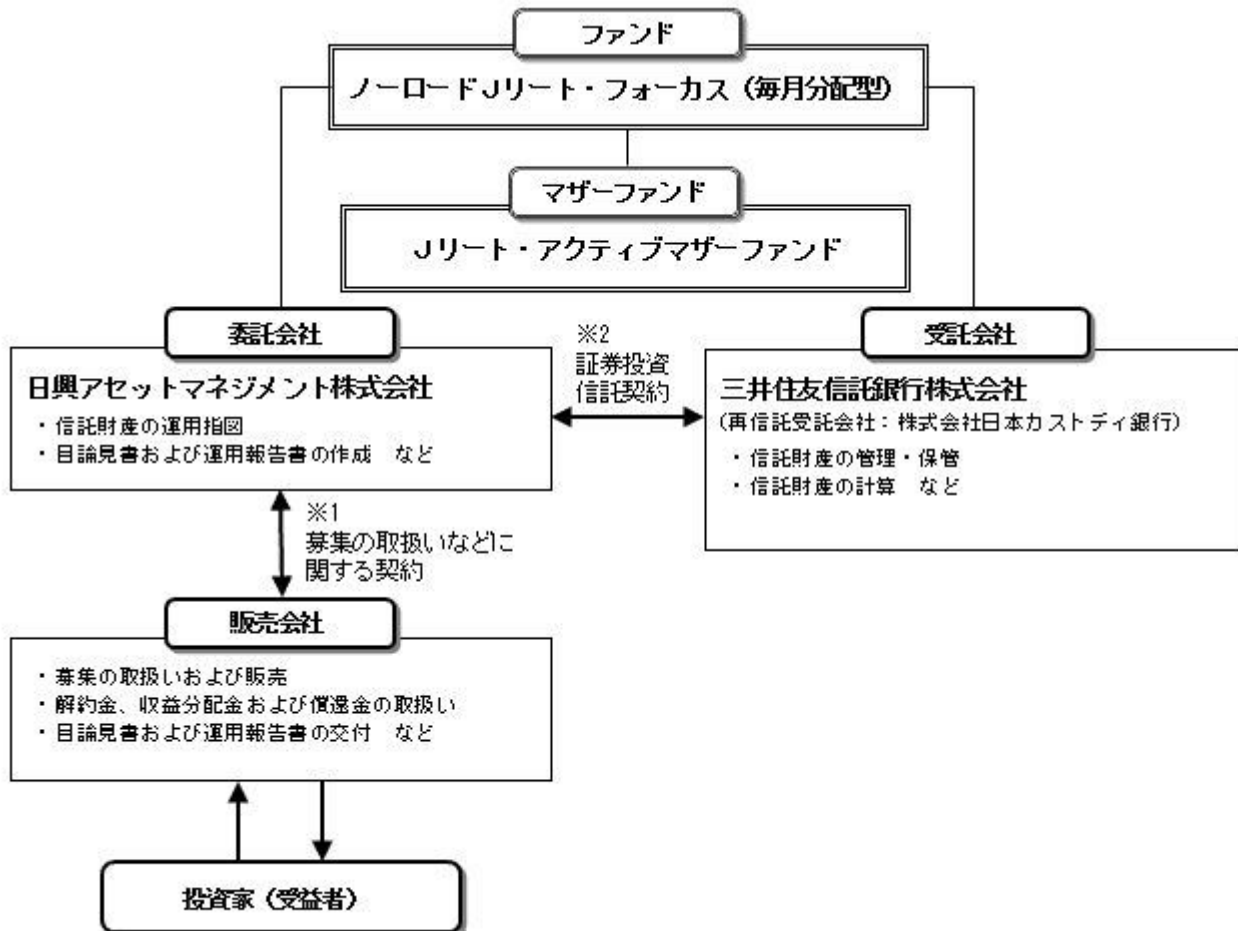 ファンド
ノーロードJリート・フォーカス（毎月分配型）
マザーファンド
Jリート・アクティブマザーファンド
委託会社
日興アセットマネジメント株式会社
・信託財産の運用指図
・目論見書および運用報告書の作成　など
※2
証券投資
信託契約
受託会社
三井住友信託銀行株式会社
（再信託受託会社：株式会社日本カストディ銀行）
・信託財産の管理・保管
・信託財産の計算　など
※1
募集の取扱いなどに
関する契約
販売会社
・募集の取扱いおよび販売
・解約金、収益分配金および償還金の取扱い
・目論見書および運用報告書の交付　など
投資家（受益者）